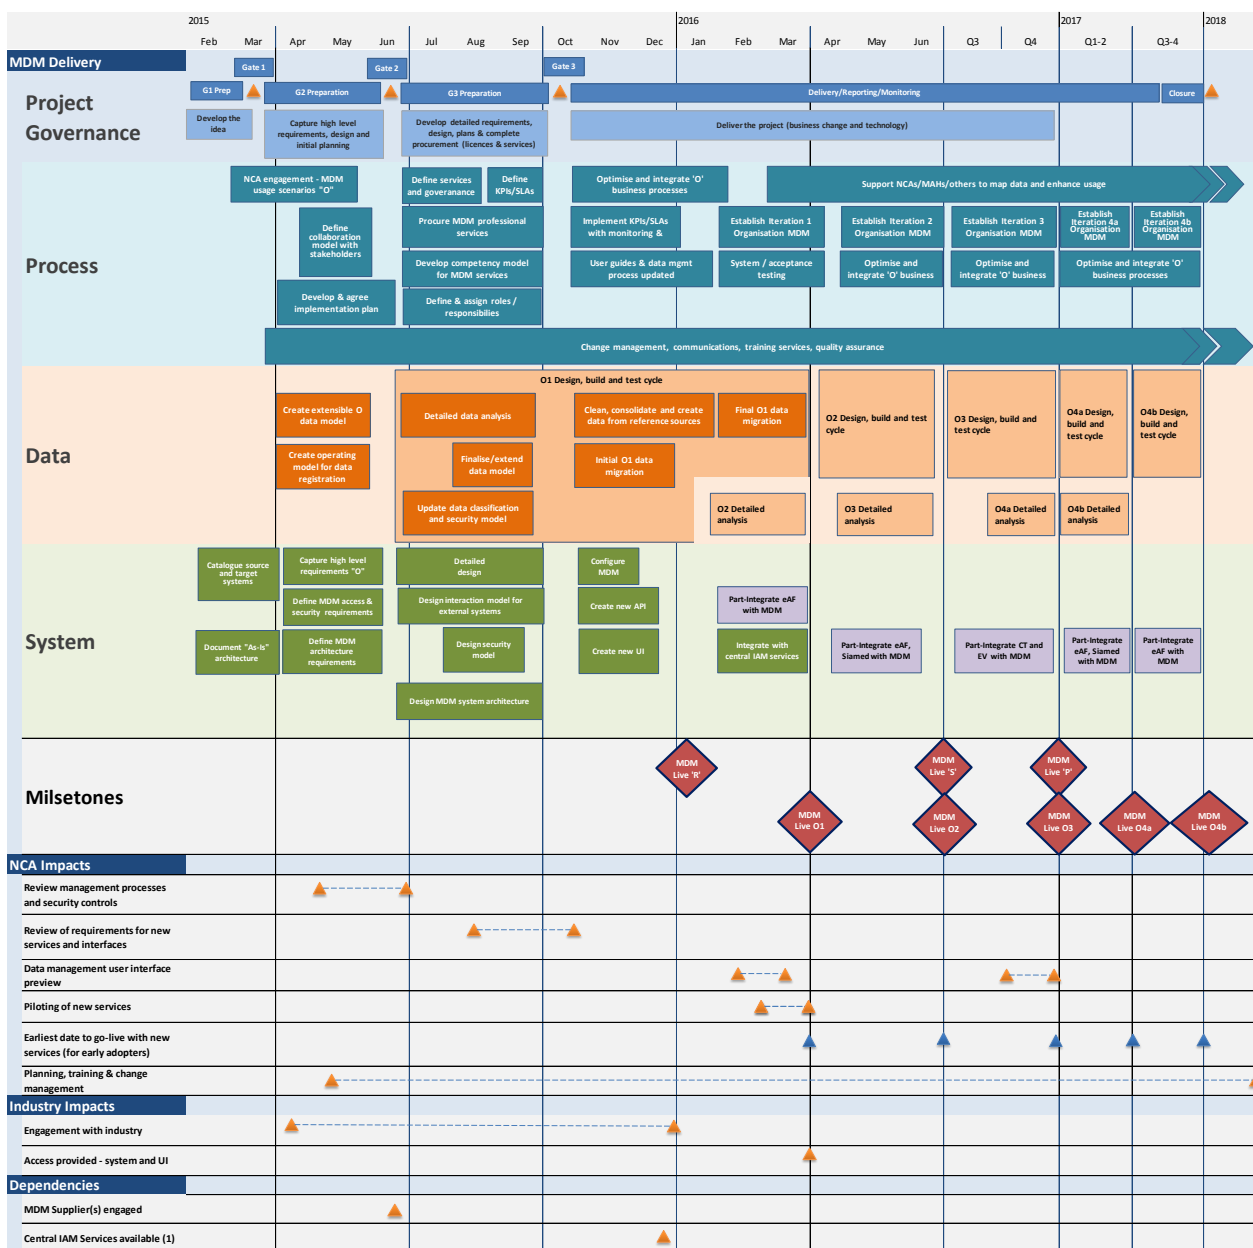 2015
2016
2017
2018
Feb
Mar
Apr
May
Jun
Jul
Aug
Sep
Oct
Nov
Dec
Jan
Feb
Mar
Apr
May
Jun
Q3
Q4
Q1-2
Q3-4
MDM Delivery
Gate 1
Gate 2
Gate 3
Project
Governance
G1 Prep
G2 Preparation
G3 Preparation
Delivery/Reporting/Monitoring
Closure
Develop the
idea
Capture high level
requirements, design and
initial planning
Develop detailed requirements,
design, plans & complete
procurement (licences & services)
Deliver the project (business change and technology)
Process
NCA engagement - MDM
usage scenarios "O"
Define services
and governanance
Define
KPIs/SLAs
Optimise and integrate 'O'
business processes
Support NCAs/MAHs/others to map data and enhance usage
Define
collaboration
model with
stakeholders
Procure MDM professional
services
Implement KPIs/SLAs
with monitoring &
Establish Iteration 1
Organisation MDM
Establish Iteration 2
Organisation MDM
Establish Iteration 3
Organisation MDM
Establish
Iteration 4a
Organisation
MDM
Establish
Iteration 4b
Organisation
MDM
Develop competency model
for MDM services
User guides & data mgmt
process updated
System / acceptance
testing
Optimise and
integrate 'O' business
Optimise and
integrate 'O' business
Optimise and integrate 'O'
business processes
Develop & agree
implementation plan
Define & assign roles /
responsibilies
Change management, communications, training services, quality assurance
Data
O1 Design, build and test cycle
Create extensible O
data model
Detailed data analysis
Clean, consolidate and create
data from reference sources
Final O1 data
migration
O2 Design, build and test
cycle
O3 Design, build and
test cycle
O4a Design,
build and
test cycle
O4b Design,
build and
test cycle
Create operating
model for data
registration
Finalise/extend
data model
Initial O1 data
migration
Update data classification
and security model
O2 Detailed
analysis
O3 Detailed
analysis
O4a Detailed
analysis
O4b Detailed
analysis
System
Catalogue source
and target
systems
Capture high level
requirements "O"
Detailed
design
Configure
MDM
Define MDM access &
security requirements
Design interaction model for
external systems
Create new API
Part-Integrate eAF
with MDM
Document "As-Is"
architecture
Define MDM
architecture
requirements
Design security
model
Create new UI
Integrate with
central IAM services
Part-Integrate eAF,
Siamed with MDM
Part-Integrate CT and
EV with MDM
Part-Integrate
eAF, Siamed
with MDM
Part-Integrate
eAF with
MDM
Design MDM system architecture
Milsetones
MDM
Live 'R'
MDM
Live 'S'
MDM
Live 'P'
MDM
Live O1
MDM
Live O2
MDM
Live O3
MDM
Live O4a
MDM
Live O4b
NCA Impacts
Review management processes
and security controls
Review of requirements for new
services and interfaces
Data management user interface
preview
Piloting of new services
Earliest date to go-live with new
services (for early adopters)
Planning, training & change
management
Industry Impacts
Engagement with industry
Access provided - system and UI
Dependencies
MDM Supplier(s) engaged
Central IAM Services available (1)